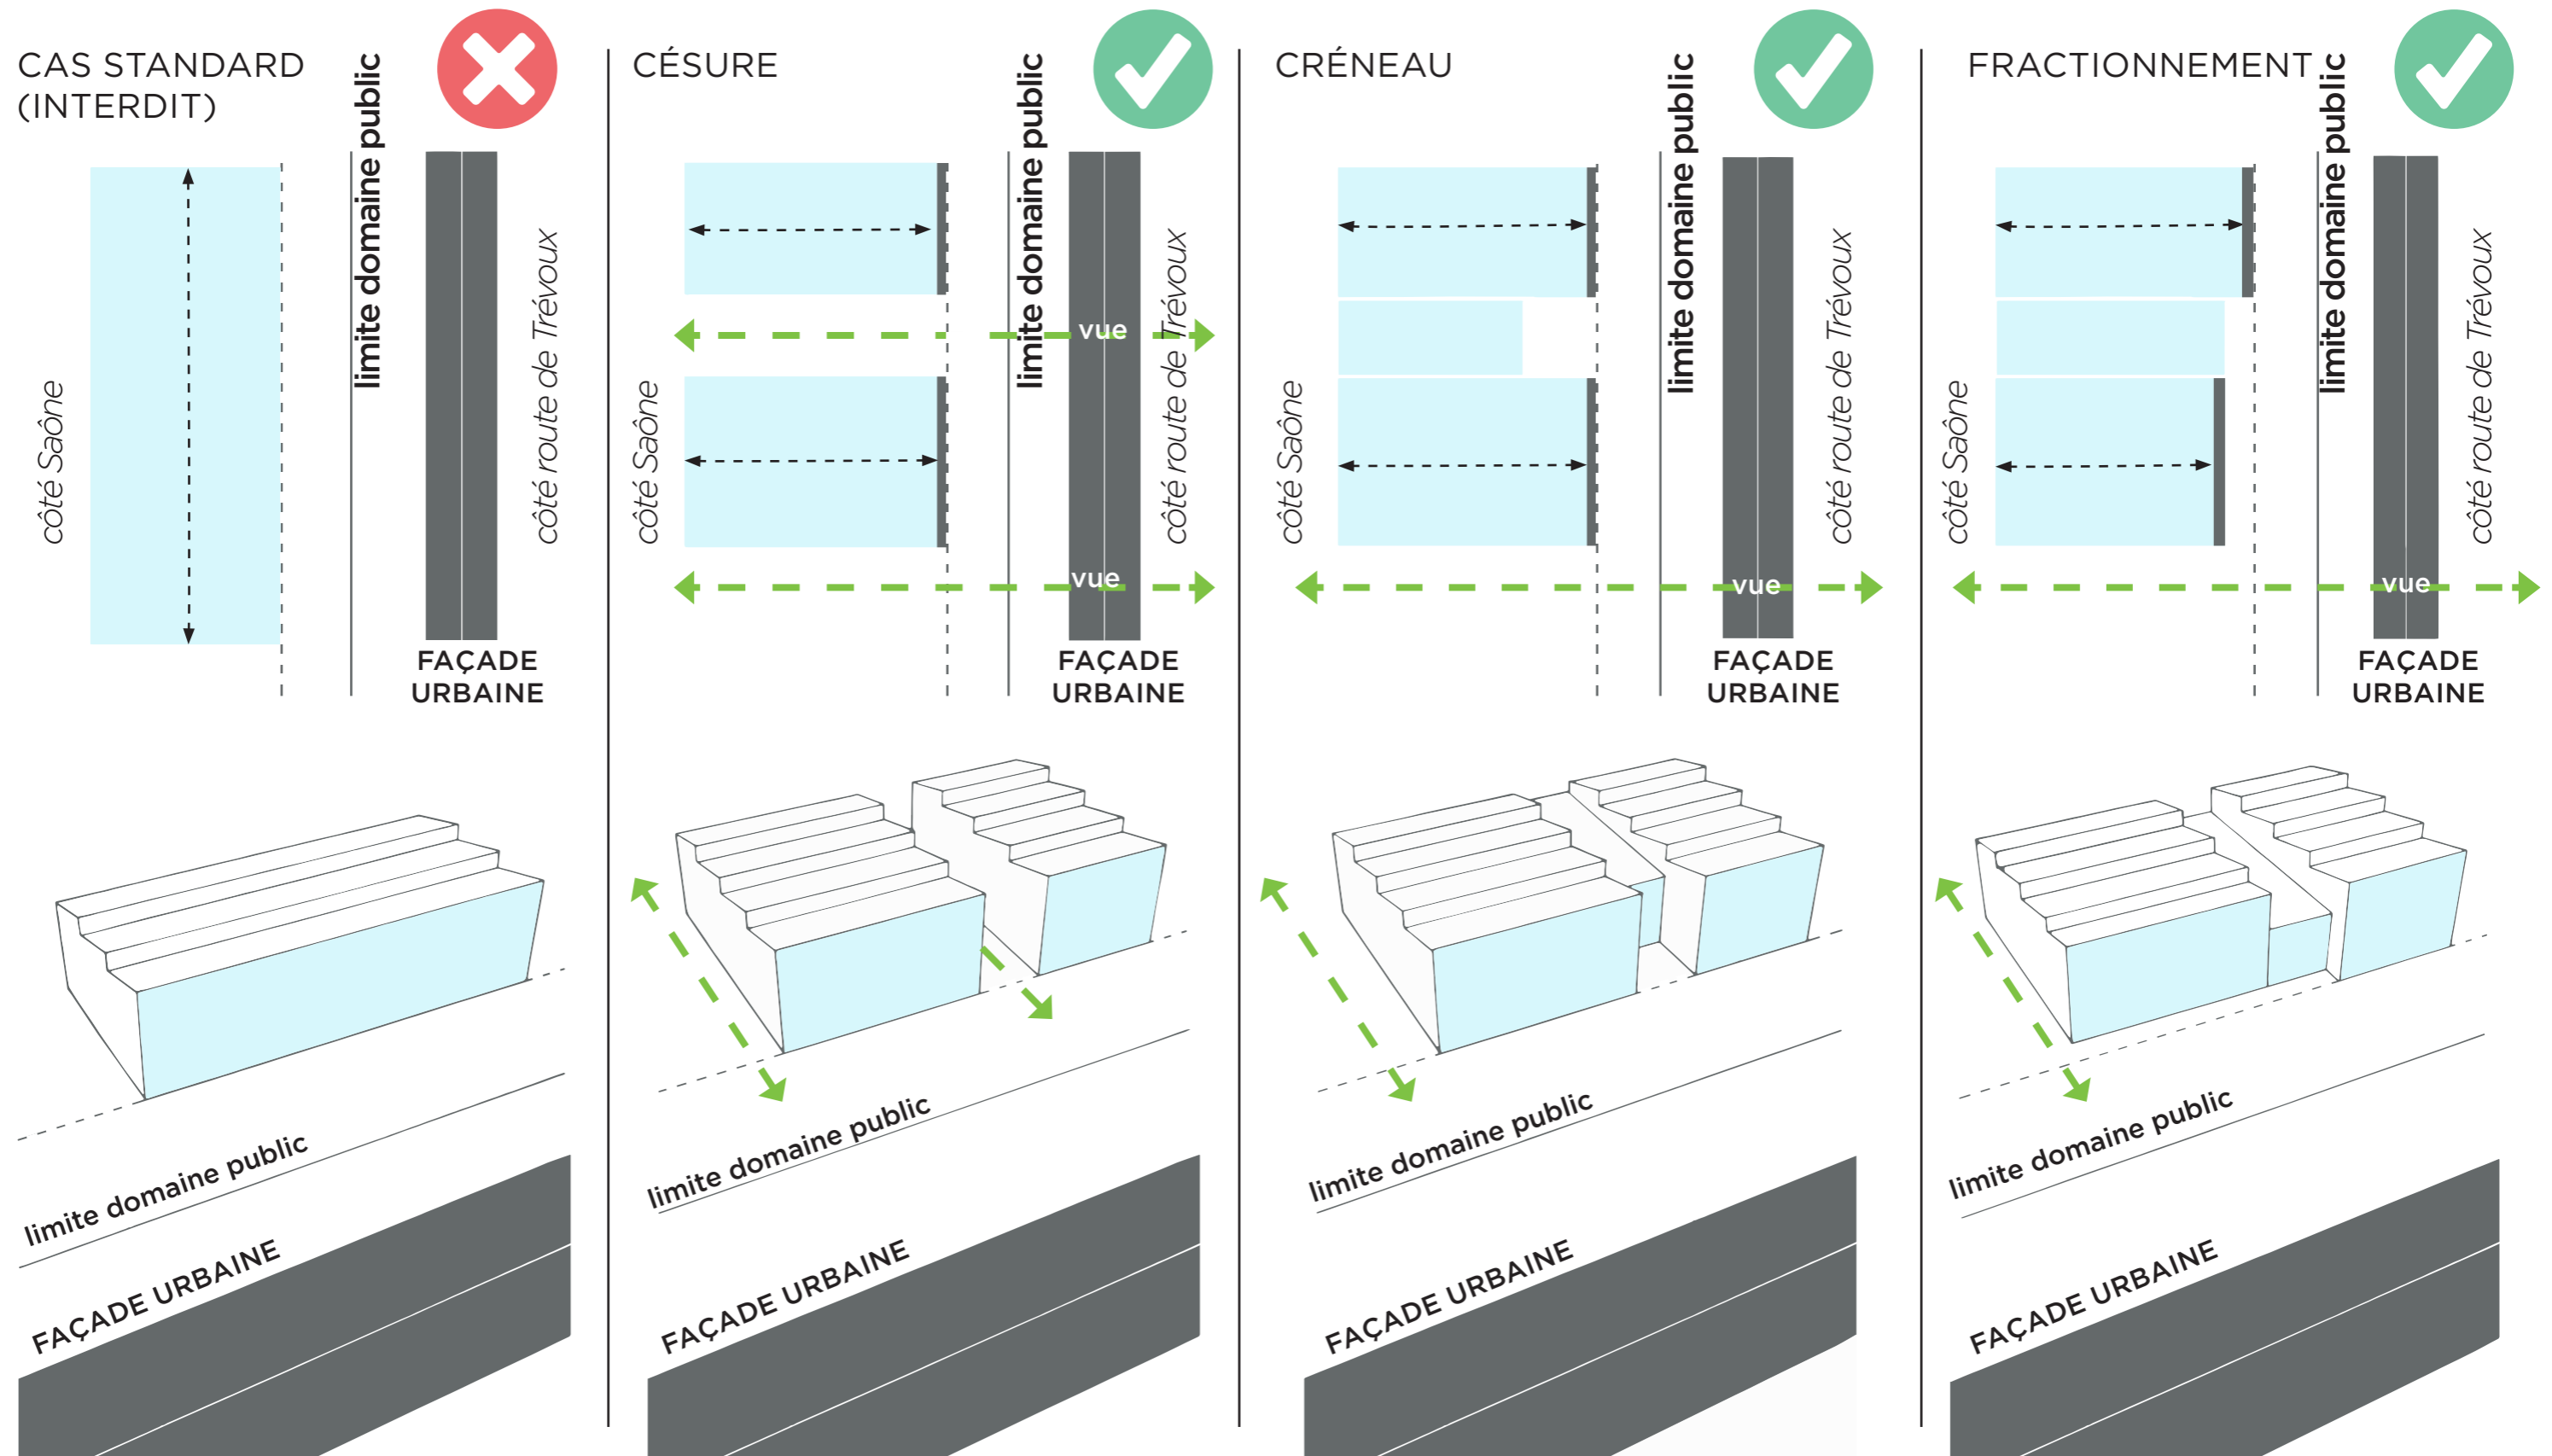 CAS STANDARD
(INTERDIT)
limite domaine public
côté Saône
côté route de Trévoux
FAÇADE
URBAINE
limite domaine public
FAÇADE URBAINE
CÉSURE
limite domaine public
côté Saône
côté route de Trévoux
vue
vue
FAÇADE
URBAINE
limite domaine public
FAÇADE URBAINE
CRÉNEAU
limite domaine public
côté Saône
côté route de Trévoux
vue
FAÇADE
URBAINE
limite domaine public
FAÇADE URBAINE
FRACTIONNEMENT
limite domaine public
côté Saône
côté route de Trévoux
vue
FAÇADE
URBAINE
limite domaine public
FAÇADE URBAINE